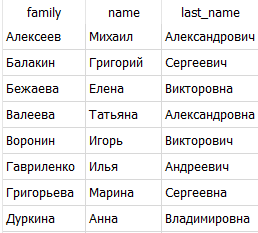 family name last_name
Алексеев Михаил Александрович
Балакин Григорий Сергеевич
Бежаева Елена Викторовна
Валеева Татьяна Александровна
Воронин Игорь Викторович
Гавриленко Илья Андреевич
Григорьева Марина Сергеевна
Дуркина Анна Владимировна